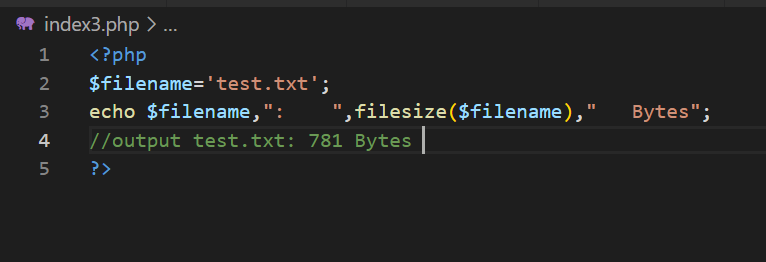 index3.php > ...
1 <?php
2 $filename='test.txt';
3 echo $filename,":    ",filesize($filename),"   Bytes";
4 //output test.txt: 781 Bytes
5 ?>